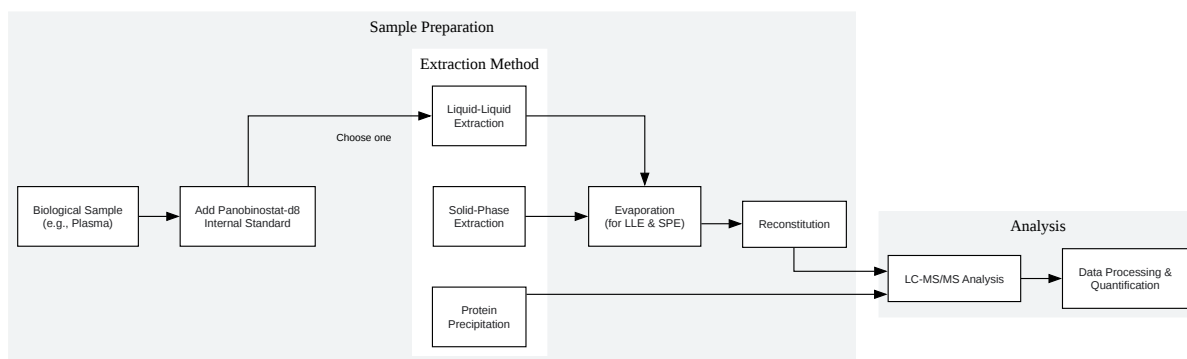 Sample Preparation
Extraction Method
Liquid-Liquid
Extraction
Choose one
Biological Sample
(e.g., Plasma)
Add Panobinostat-d8
Internal Standard
Solid-Phase
Extraction
Evaporation
(for LLE & SPE)
Reconstitution
Protein
Precipitation
Analysis
LC-MS/MS Analysis
Data Processing &
Quantification